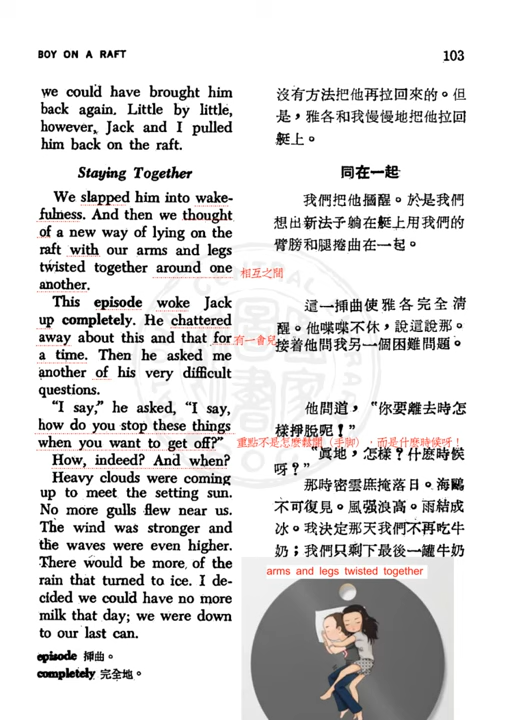 BOY ON A RAFT
103
we could have brought him
back again. Little by little,
however, Jack and I pulled
him back on the raft.
Staying Together
We slapped him into wake-
fulness. And then we thought
of a new way of lying on the
raft with our arms and legs
twisted together around one
another.
This episode woke Jack
up completely. He chattered
away about this and that for
a time. Then he asked me
another of his very difficult
questions.
"I say," he asked, "I say,
how do you stop these things
when you want to get off?"
How, indeed? And when?
Heavy clouds were coming
up to meet the setting sun.
No more gulls flew near us.
The wind was stronger and
the waves were even higher.
There would be more of the
rain that turned to ice. I de-
cided we could have no more
milk that day; we were down
to our last can.
episode 揷曲。
completely 完全地。
沒有方法把他再拉回來的。但
是，雅各和我慢慢地把他拉回
艇上。
同在一起
我們把他摑醒。於是我們
想出新法子躺在艇上用我們的
臂膀和腿捲曲在一起。
相互之間
這一揷曲使雅各完全清
醒。他喋喋不休，說這說那。
有一會兒
接着他問我另一個困難問題。
他問道，“你要離去時怎
樣掙脫呢！”
重點不是怎麼鬆開（手脚），而是什麼時候呀！
“眞地，怎樣？什麽時候
呀？”
那時密雲庶掩落日。海鷗
不可復見。風强浪高。雨結成
冰。我決定那天我們不再吃牛
奶；我們只剩下最後一罐牛奶
arms and legs twisted together